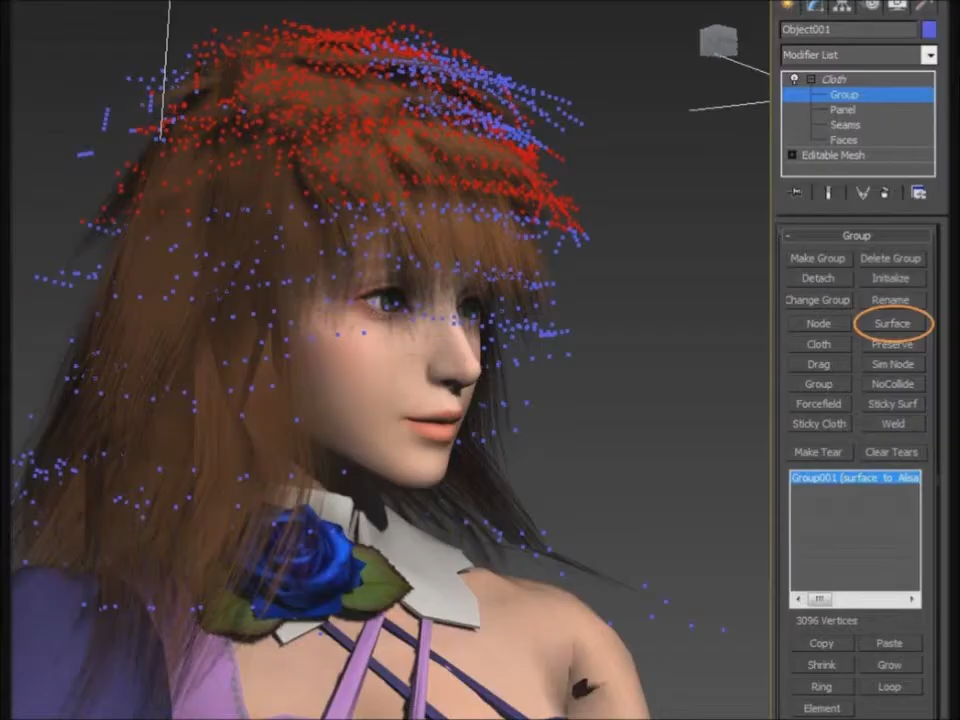 Object001
Modifier List
Cloth
Group
Panel
Seams
Faces
Editable Mesh
Group
Make Group Delete Group
Detach Initialize
Change Group Rename
Node Surface
Cloth Preserve
Drag Sim Node
Group NoCollide
Forcefield Sticky Surf
Sticky Cloth Weld
Make Tear Clear Tears
Group001 (surface to Alisa
3096 Vertices
Copy Paste
Shrink Grow
Ring Loop
Element